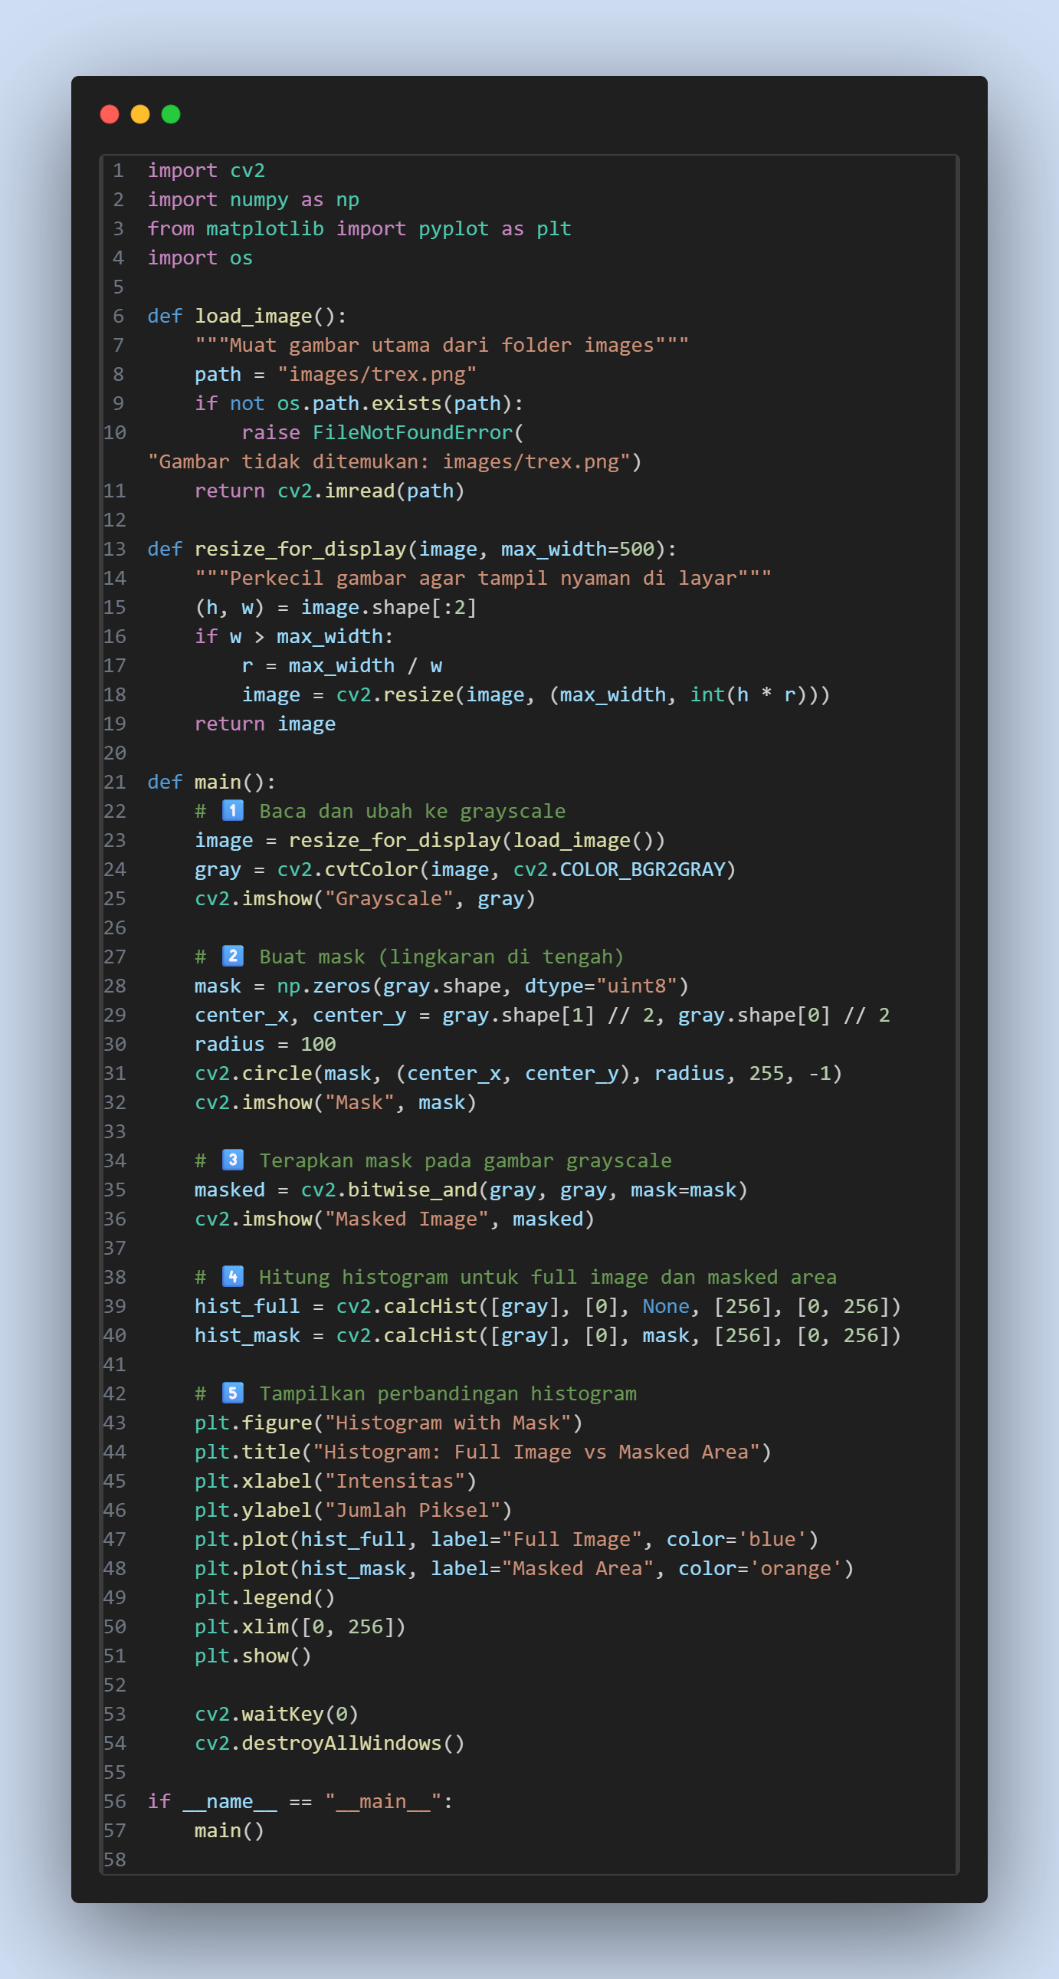 1 import cv2
2 import numpy as np
3 from matplotlib import pyplot as plt
4 import os
5
6 def load_image():
7     """Muat gambar utama dari folder images"""
8     path = "images/trex.png"
9     if not os.path.exists(path):
10         raise FileNotFoundError(
"Gambar tidak ditemukan: images/trex.png")
11     return cv2.imread(path)
12
13 def resize_for_display(image, max_width=500):
14     """Perkecil gambar agar tampil nyaman di layar"""
15     (h, w) = image.shape[:2]
16     if w > max_width:
17         r = max_width / w
18         image = cv2.resize(image, (max_width, int(h * r)))
19     return image
20
21 def main():
22     # 1️⃣ Baca dan ubah ke grayscale
23     image = resize_for_display(load_image())
24     gray = cv2.cvtColor(image, cv2.COLOR_BGR2GRAY)
25     cv2.imshow("Grayscale", gray)
26
27     # 2️⃣ Buat mask (lingkaran di tengah)
28     mask = np.zeros(gray.shape, dtype="uint8")
29     center_x, center_y = gray.shape[1] // 2, gray.shape[0] // 2
30     radius = 100
31     cv2.circle(mask, (center_x, center_y), radius, 255, -1)
32     cv2.imshow("Mask", mask)
33
34     # 3️⃣ Terapkan mask pada gambar grayscale
35     masked = cv2.bitwise_and(gray, gray, mask=mask)
36     cv2.imshow("Masked Image", masked)
37
38     # 4️⃣ Hitung histogram untuk full image dan masked area
39     hist_full = cv2.calcHist([gray], [0], None, [256], [0, 256])
40     hist_mask = cv2.calcHist([gray], [0], mask, [256], [0, 256])
41
42     # 5️⃣ Tampilkan perbandingan histogram
43     plt.figure("Histogram with Mask")
44     plt.title("Histogram: Full Image vs Masked Area")
45     plt.xlabel("Intensitas")
46     plt.ylabel("Jumlah Piksel")
47     plt.plot(hist_full, label="Full Image", color='blue')
48     plt.plot(hist_mask, label="Masked Area", color='orange')
49     plt.legend()
50     plt.xlim([0, 256])
51     plt.show()
52
53     cv2.waitKey(0)
54     cv2.destroyAllWindows()
55
56 if __name__ == "__main__":
57     main()
58